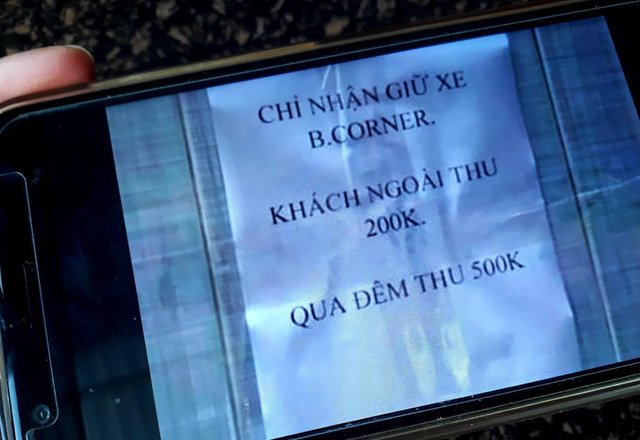 CHỈ NHẬN GIỮ XE
B.CORNER.
KHÁCH NGOÀI THU
200K.
QUA ĐÊM THU 500K